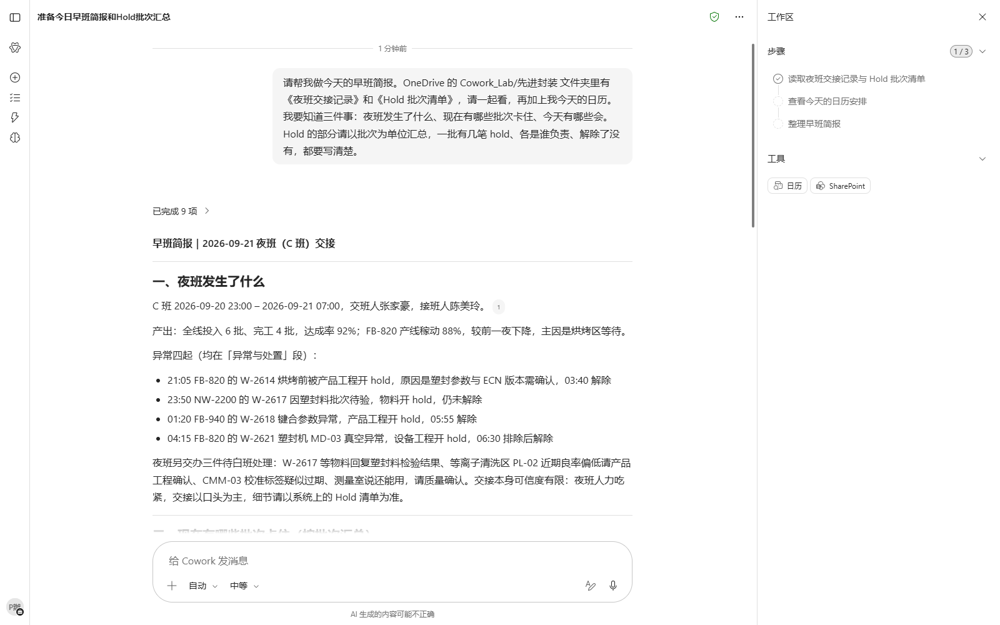 准备今日早班简报和Hold批次汇总
1 分钟前
请帮我做今天的早班简报。OneDrive 的 Cowork_Lab/先进封装 文件夹里有
《夜班交接记录》和《Hold 批次清单》，请一起看，再加上我今天的日历。
我要知道三件事：夜班发生了什么、现在有哪些批次卡住、今天有哪些会。
Hold 的部分请以批次为单位汇总，一批有几笔 hold、各是谁负责、解除了没
有，都要写清楚。
已完成 9 项
早班简报 | 2026-09-21 夜班（C 班）交接
一、夜班发生了什么
C 班 2026-09-20 23:00 – 2026-09-21 07:00，交班人张家豪，接班人陈美玲。 1
产出：全线投入 6 批、完工 4 批，达成率 92%；FB-820 产线稼动 88%，较前一夜下降，主因是烘烤区等待。
异常四起（均在「异常与处置」段）：
• 21:05 FB-820 的 W-2614 烘烤前被产品工程开 hold，原因是塑封参数与 ECN 版本需确认，03:40 解除
• 23:50 NW-2200 的 W-2617 因塑封料批次待验，物料开 hold，仍未解除
• 01:20 FB-940 的 W-2618 键合参数异常，产品工程开 hold，05:55 解除
• 04:15 FB-820 的 W-2621 塑封机 MD-03 真空异常，设备工程开 hold，06:30 排除后解除
夜班另交办三件待白班处理：W-2617 等物料回复塑封料检验结果、等离子清洗区 PL-02 近期良率偏低请产品
工程确认、CMM-03 校准标签疑似过期、测量室说还能用，请质量确认。交接本身可信度有限：夜班人力吃
紧，交接以口头为主，细节请以系统上的 Hold 清单为准。
二、现在有哪些批次卡住（按批次汇总）
给 Cowork 发消息
自动
中等
AI 生成的内容可能不正确
工作区
步骤
1 / 3
读取夜班交接记录与 Hold 批次清单
查看今天的日历安排
整理早班简报
工具
日历
SharePoint
P辦